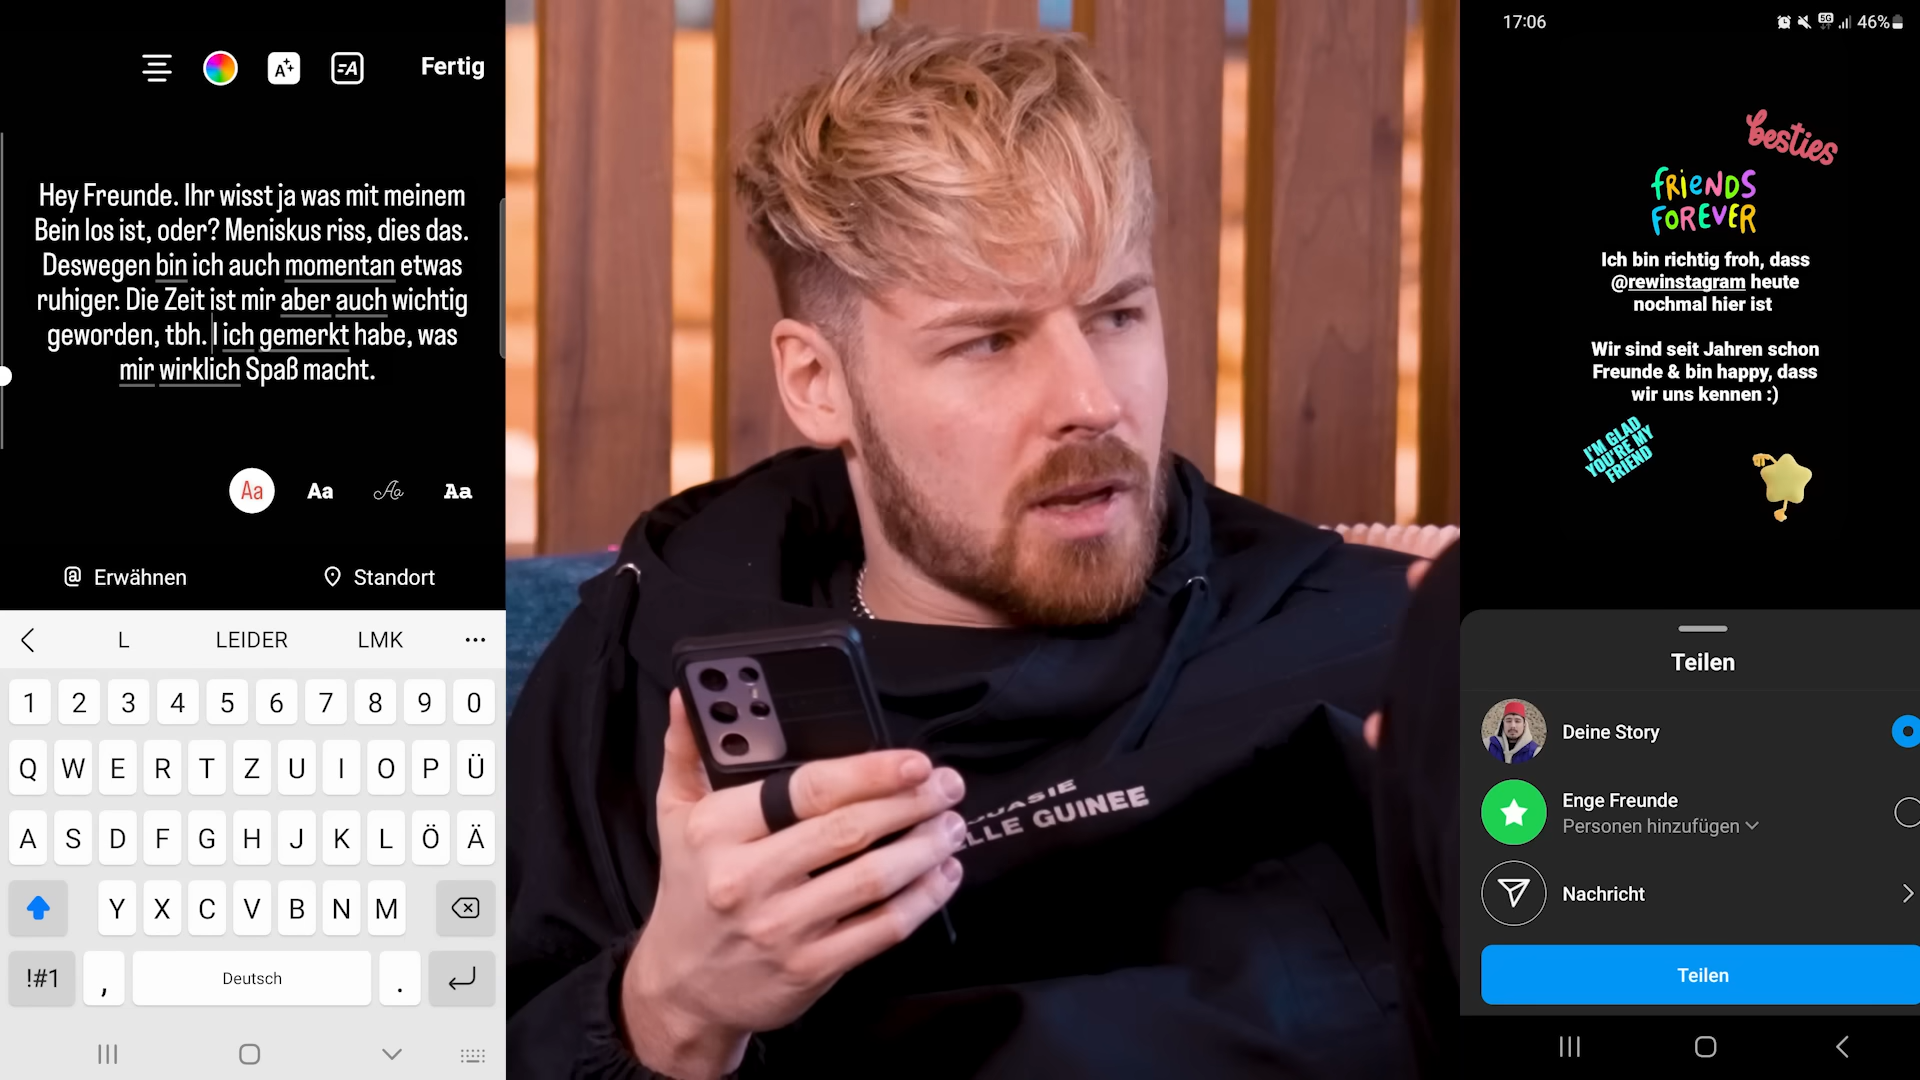 Fertig
Hey Freunde. Ihr wisst ja was mit meinem
Bein los ist, oder? Meniskus riss, dies das.
Deswegen bin ich auch momentan etwas
ruhiger. Die Zeit ist mir aber auch wichtig
geworden, tbh. l ich gemerkt habe, was
mir wirklich Spaß macht.
Aa Aa Aa Aa
Erwähnen Standort
L LEIDER LMK
1 2 3 4 5 6 7 8 9 0
Q W E R T Z U I O P Ü
A S D F G H J K L Ö Ä
Y X C V B N M
!#1 , Deutsch .
LLE GUINEE
17:06 5G 46%
besties
FRiENDS
FOREVER
Ich bin richtig froh, dass
@rewinstagram heute
nochmal hier ist
Wir sind seit Jahren schon
Freunde & bin happy, dass
wir uns kennen :)
I'M GLAD
YOU'RE MY
FRIEND
Teilen
Deine Story
Enge Freunde
Personen hinzufügen
Nachricht
Teilen